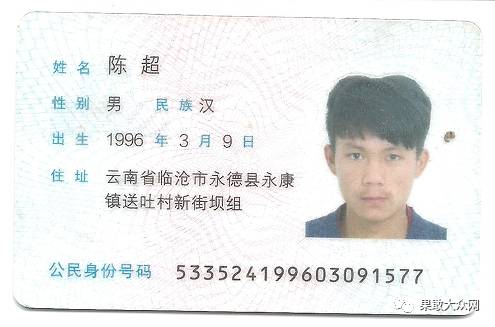 姓名 陈超
性别 男 民族 汉
出生 1996 年 3 月 9 日
住址 云南省临沧市永德县永康
镇送吐村新街坝组
公民身份号码 533524199603091577
果敢大众网